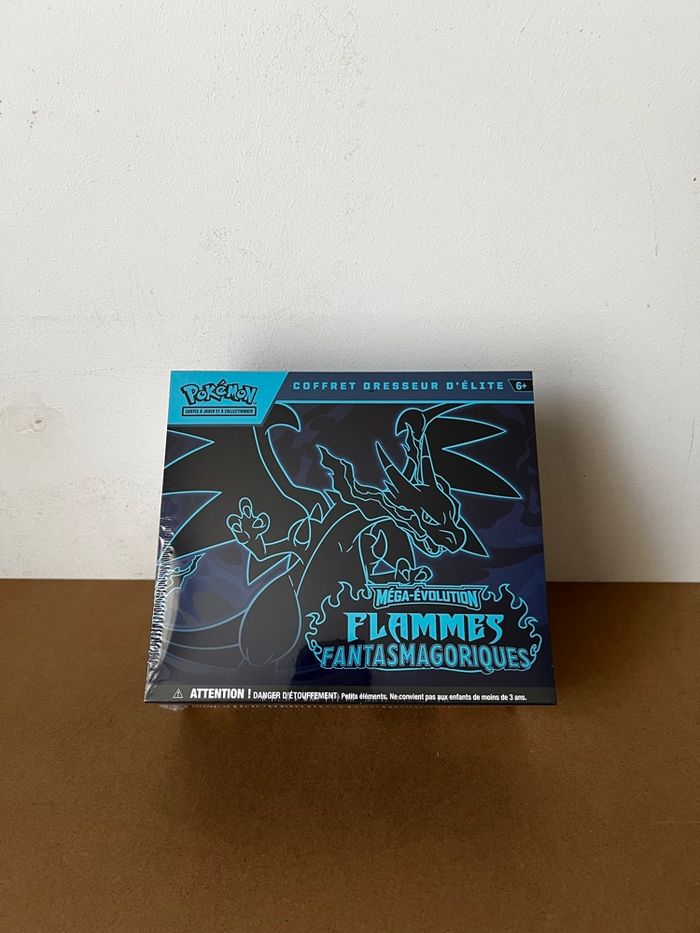 POKÉMON
CARTES À JOUER ET À COLLECTIONNER
COFFRET DRESSEUR D'ÉLITE
6+
MÉGA-ÉVOLUTION
FLAMMES
FANTASMAGORIQUES
ATTENTION ! DANGER D'ÉTOUFFEMENT. Petits éléments. Ne convient pas aux enfants de moins de 3 ans.